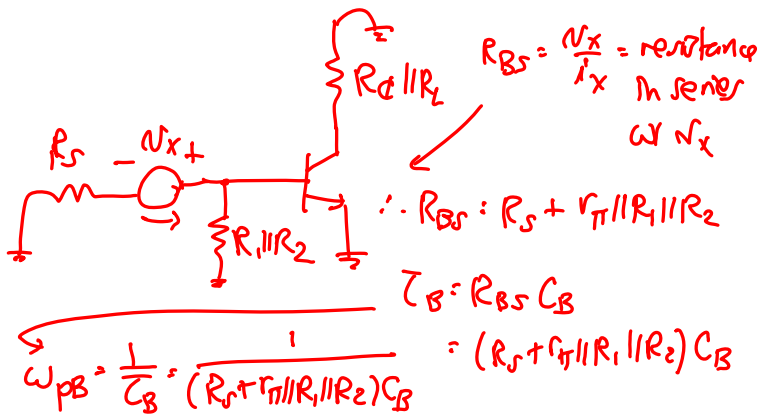 R_BS = v_x / i_x = resistance
in series
w/ v_x
R_C || R_L
R_S
- v_x +
R_1 || R_2
∴ R_BS = R_S + r_π || R_1 || R_2
τ_B = R_BS C_B
= (R_S + r_π || R_1 || R_2) C_B
ω_pB = 1 / τ_B = 1 / (R_S + r_π || R_1 || R_2) C_B